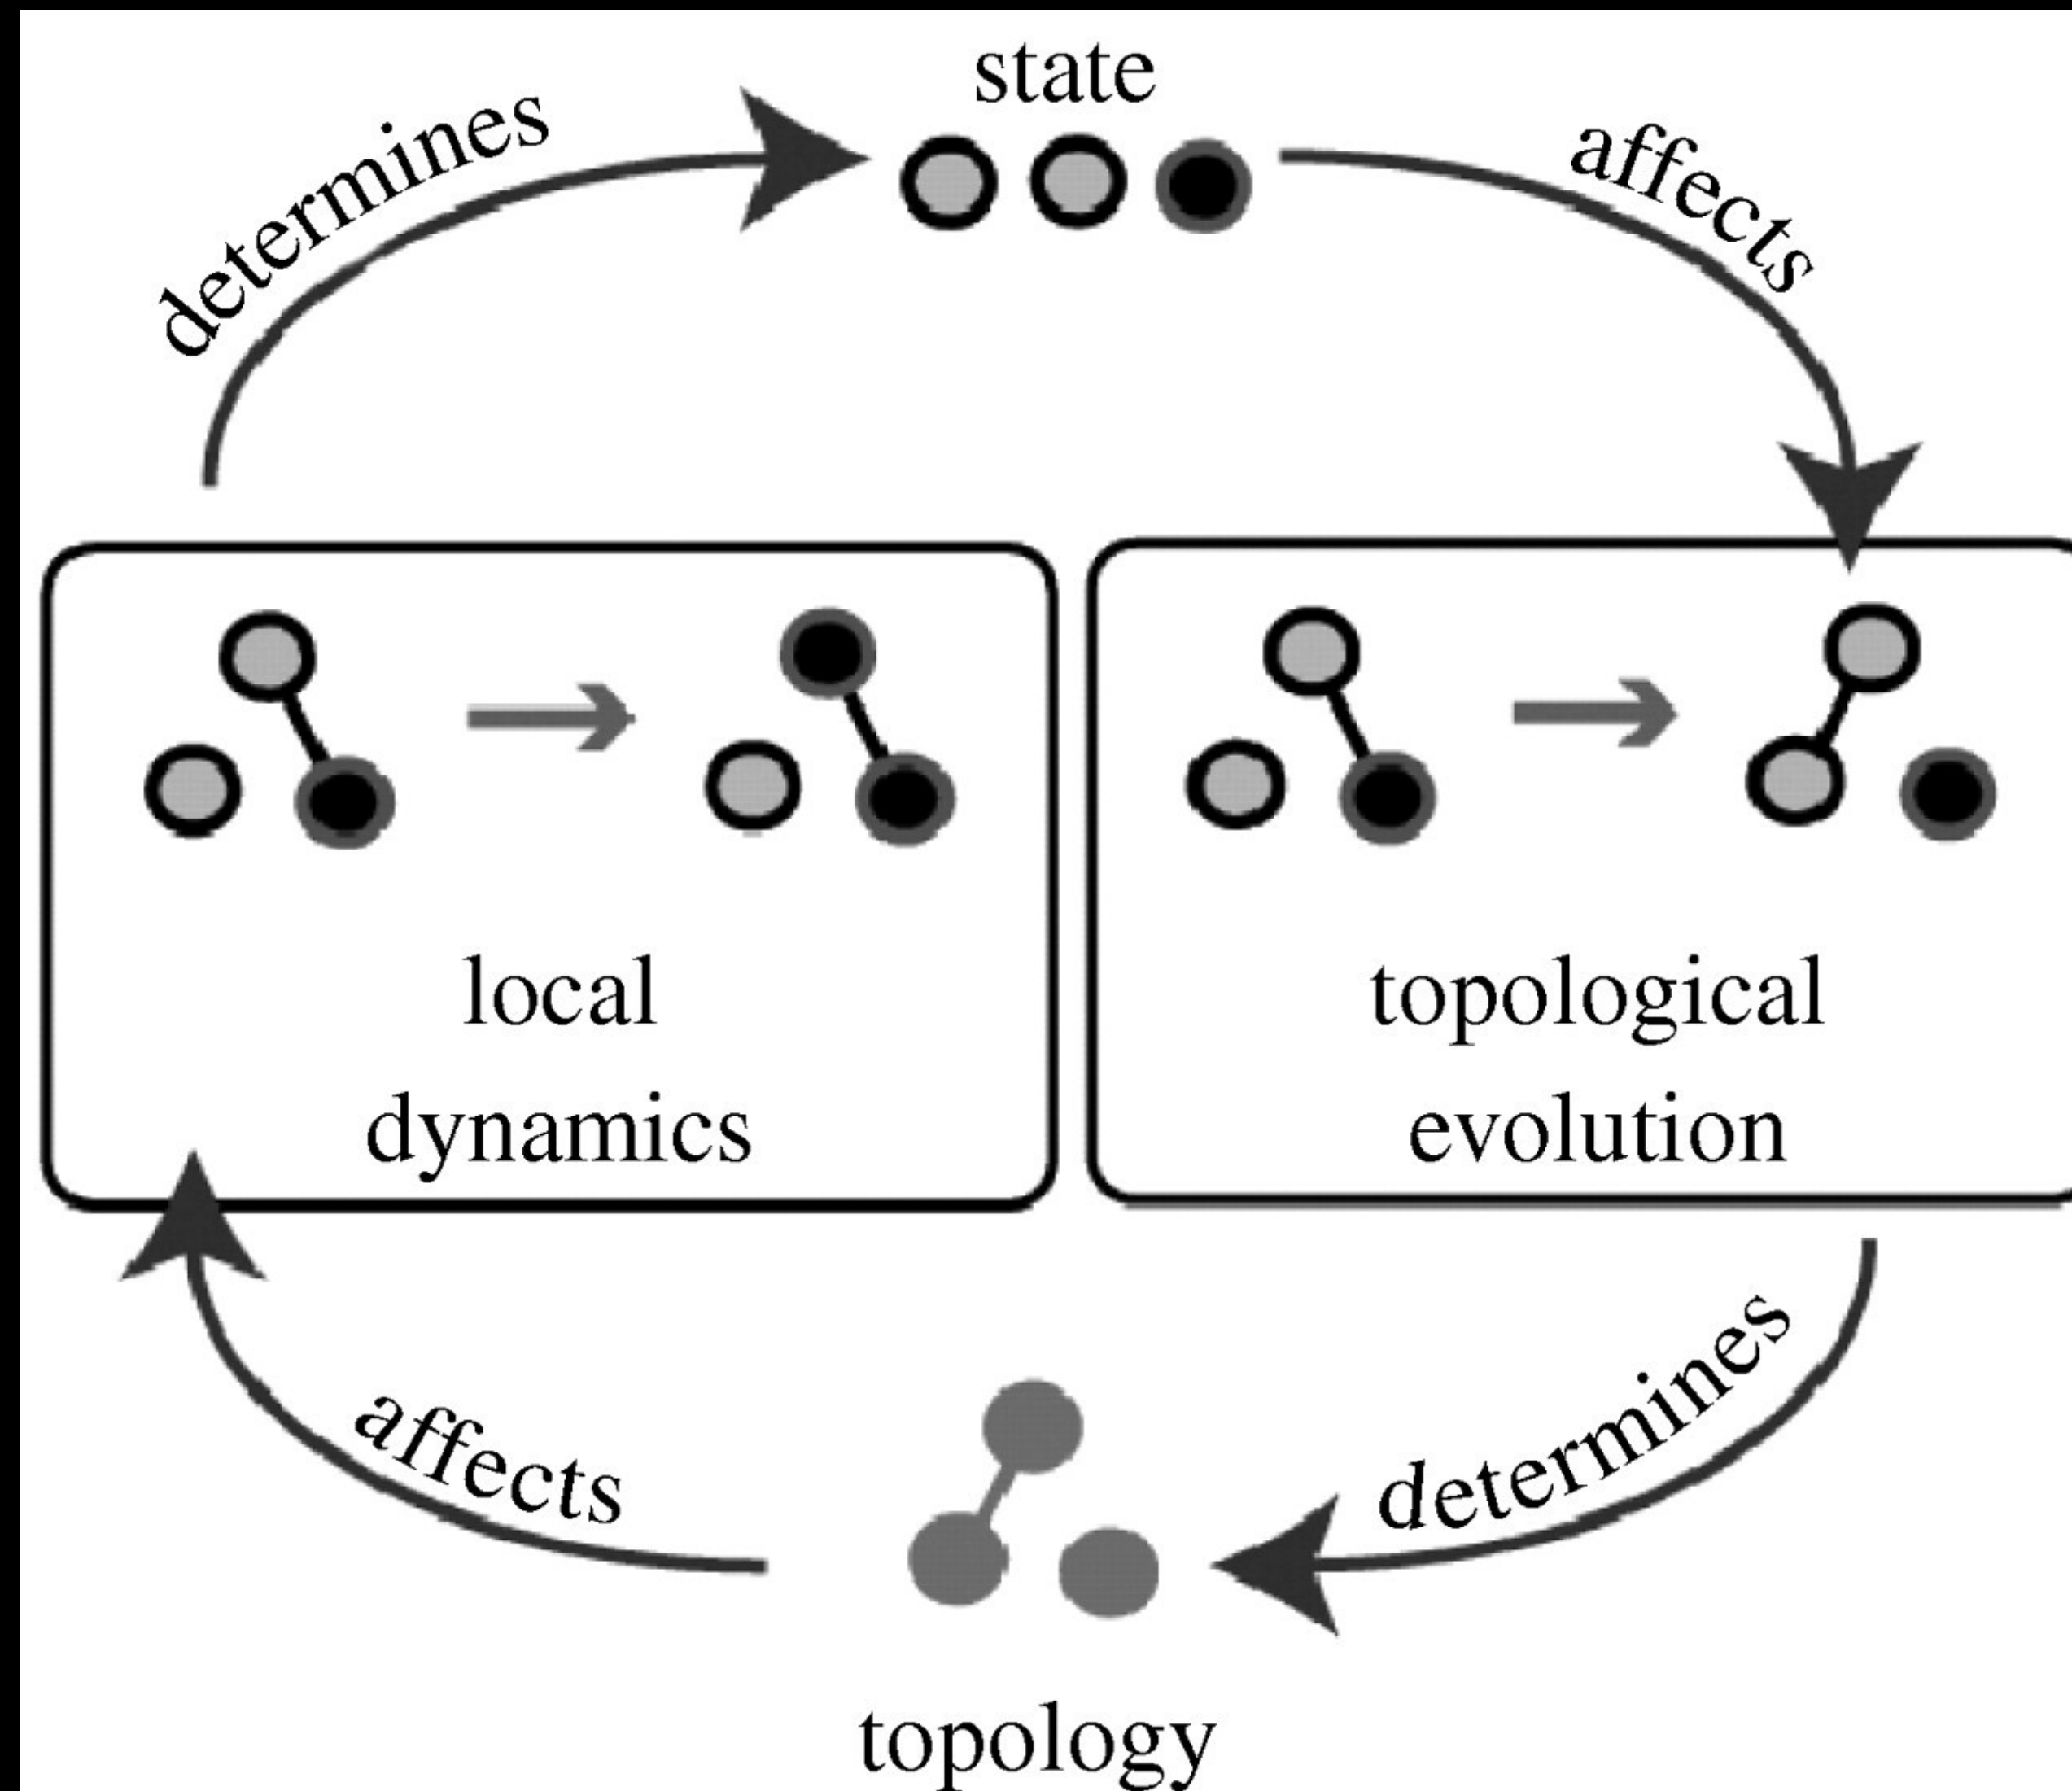 state
determines
affects
local
dynamics
topological
evolution
affects
determines
topology